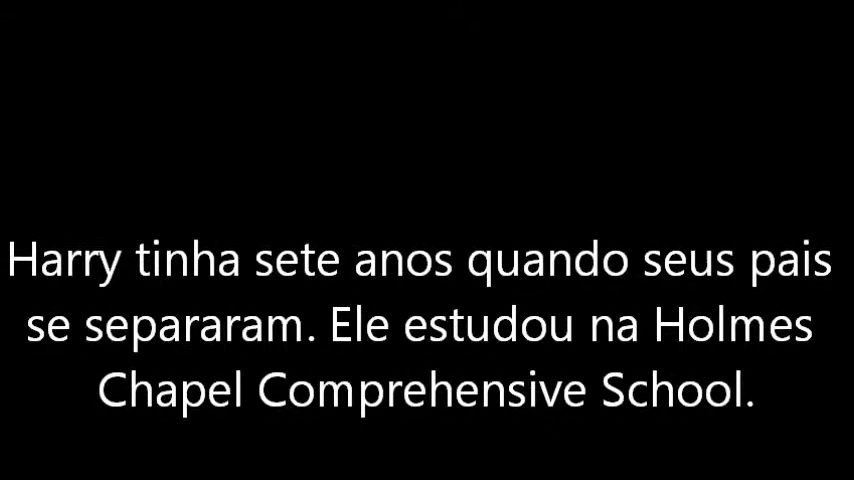 Harry tinha sete anos quando seus pais
se separaram. Ele estudou na Holmes
Chapel Comprehensive School.